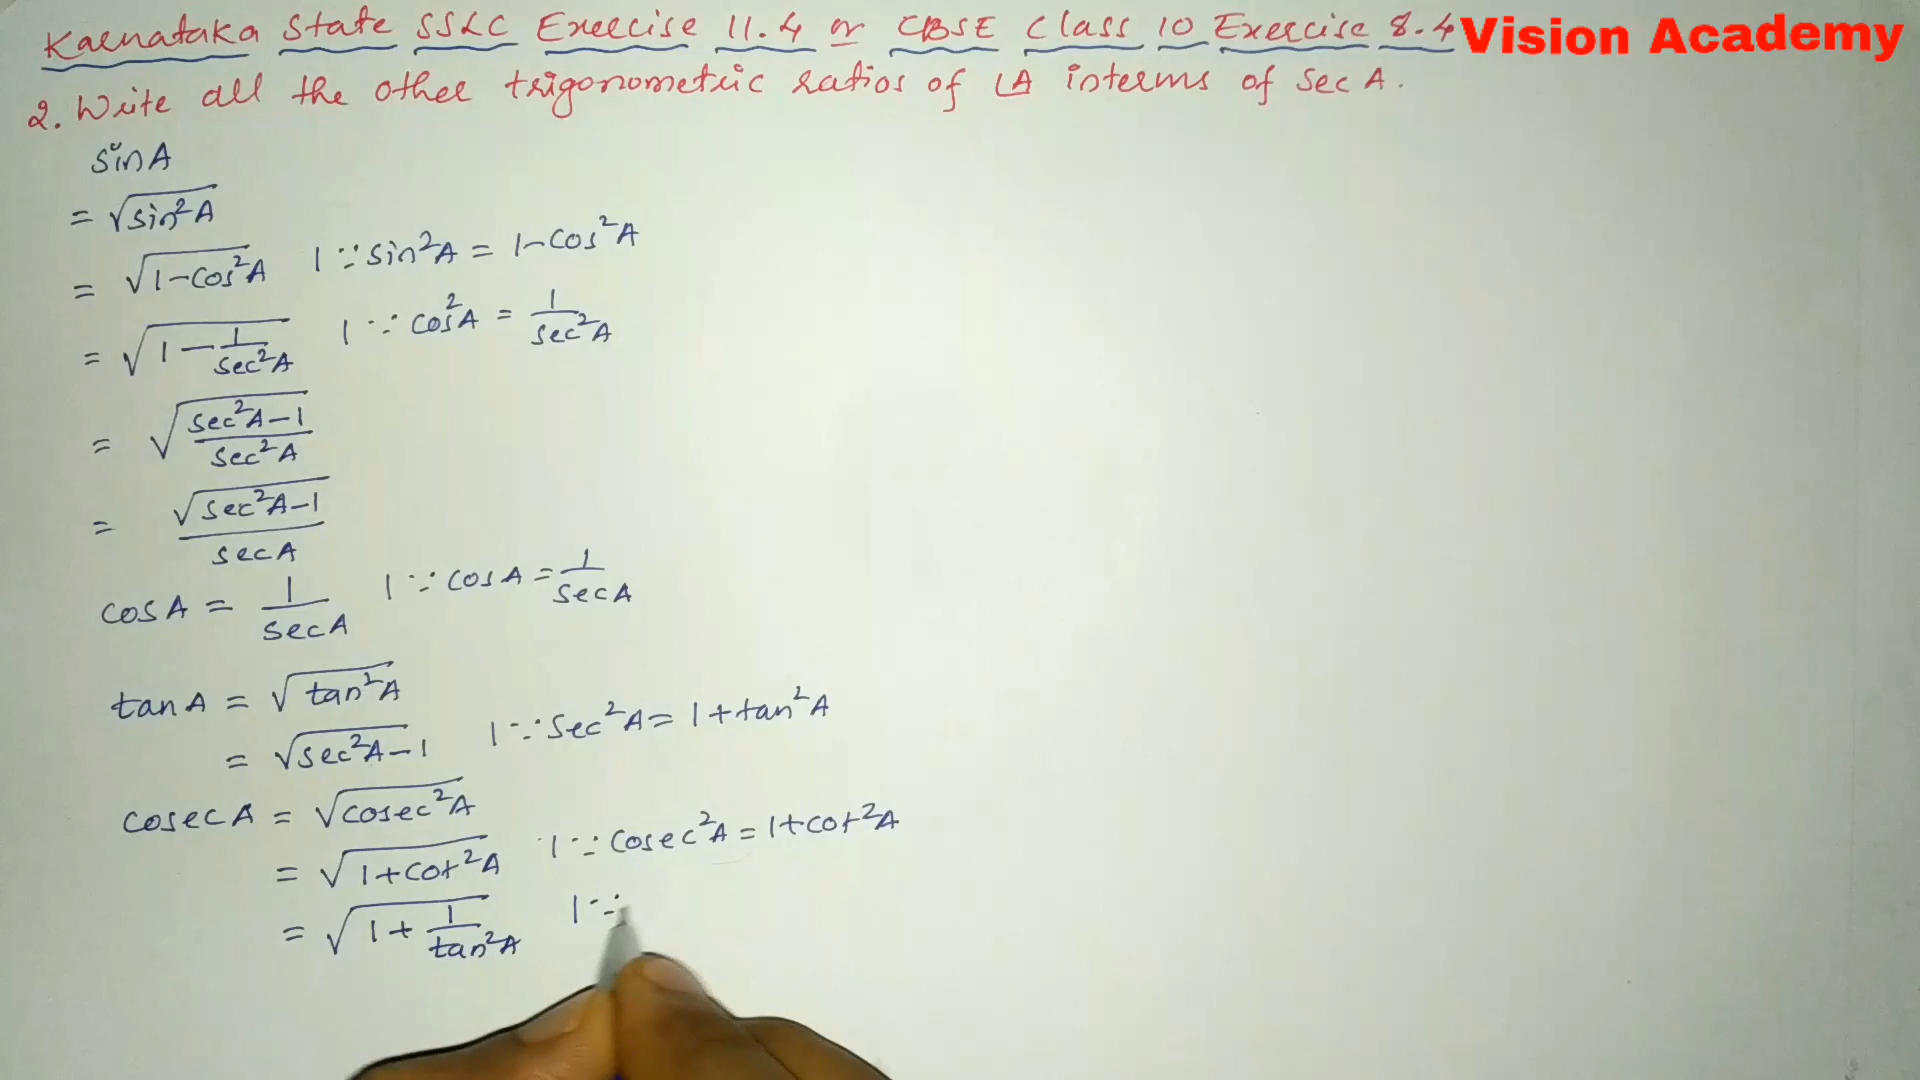 Karnataka State SSLC Exercise 11.4 or CBSE Class 10 Exercise 8.4
Vision Academy
2. Write all the other trigonometric ratios of ∠A interms of Sec A.
sinA
= √(sin²A)
= √(1-cos²A) | ∵ sin²A = 1-cos²A
= √(1 - 1/sec²A) | ∵ cos²A = 1/sec²A
= √((sec²A-1)/sec²A)
= √(sec²A-1)/secA
cosA = 1/secA | ∵ cosA = 1/secA
tanA = √(tan²A)
= √(sec²A-1) | ∵ sec²A = 1+tan²A
cosecA = √(cosec²A)
= √(1+cot²A) | ∵ cosec²A = 1+cot²A
= √(1+1/tan²A) | ∵